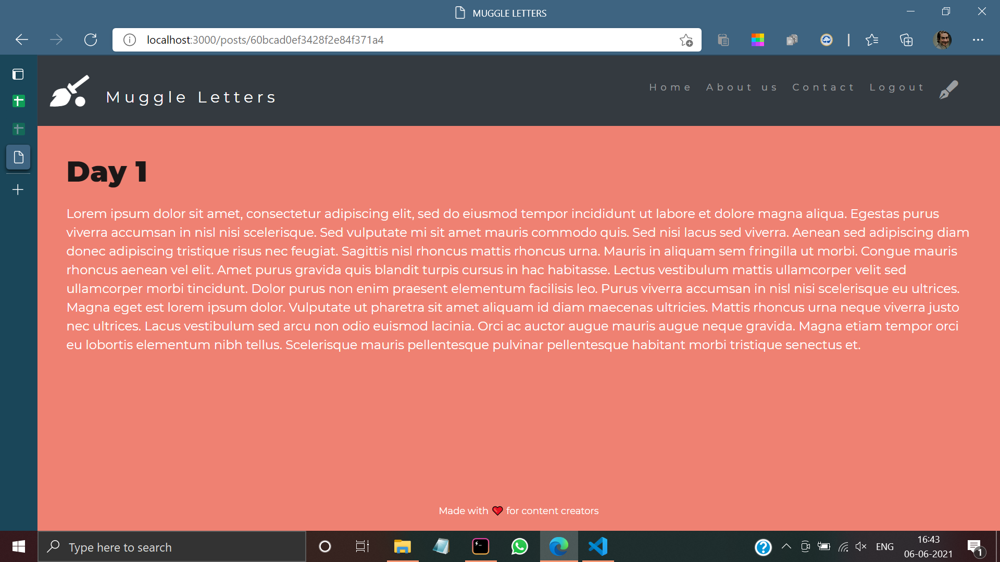 MUGGLE LETTERS
localhost:3000/posts/60bcad0ef3428f2e84f371a4
Muggle Letters
Home About us Contact Logout
Day 1
Lorem ipsum dolor sit amet, consectetur adipiscing elit, sed do eiusmod tempor incididunt ut labore et dolore magna aliqua. Egestas purus
viverra accumsan in nisl nisi scelerisque. Sed vulputate mi sit amet mauris commodo quis. Sed nisi lacus sed viverra. Aenean sed adipiscing diam
donec adipiscing tristique risus nec feugiat. Sagittis nisl rhoncus mattis rhoncus urna. Mauris in aliquam sem fringilla ut morbi. Congue mauris
rhoncus aenean vel elit. Amet purus gravida quis blandit turpis cursus in hac habitasse. Lectus vestibulum mattis ullamcorper velit sed
ullamcorper morbi tincidunt. Dolor purus non enim praesent elementum facilisis leo. Purus viverra accumsan in nisl nisi scelerisque eu ultrices.
Magna eget est lorem ipsum dolor. Vulputate ut pharetra sit amet aliquam id diam maecenas ultricies. Mattis rhoncus urna neque viverra justo
nec ultrices. Lacus vestibulum sed arcu non odio euismod lacinia. Orci ac auctor augue mauris augue neque gravida. Magna etiam tempor orci
eu lobortis elementum nibh tellus. Scelerisque mauris pellentesque pulvinar pellentesque habitant morbi tristique senectus et.
Made with ❤ for content creators
Type here to search
ENG
16:43
06-06-2021
1